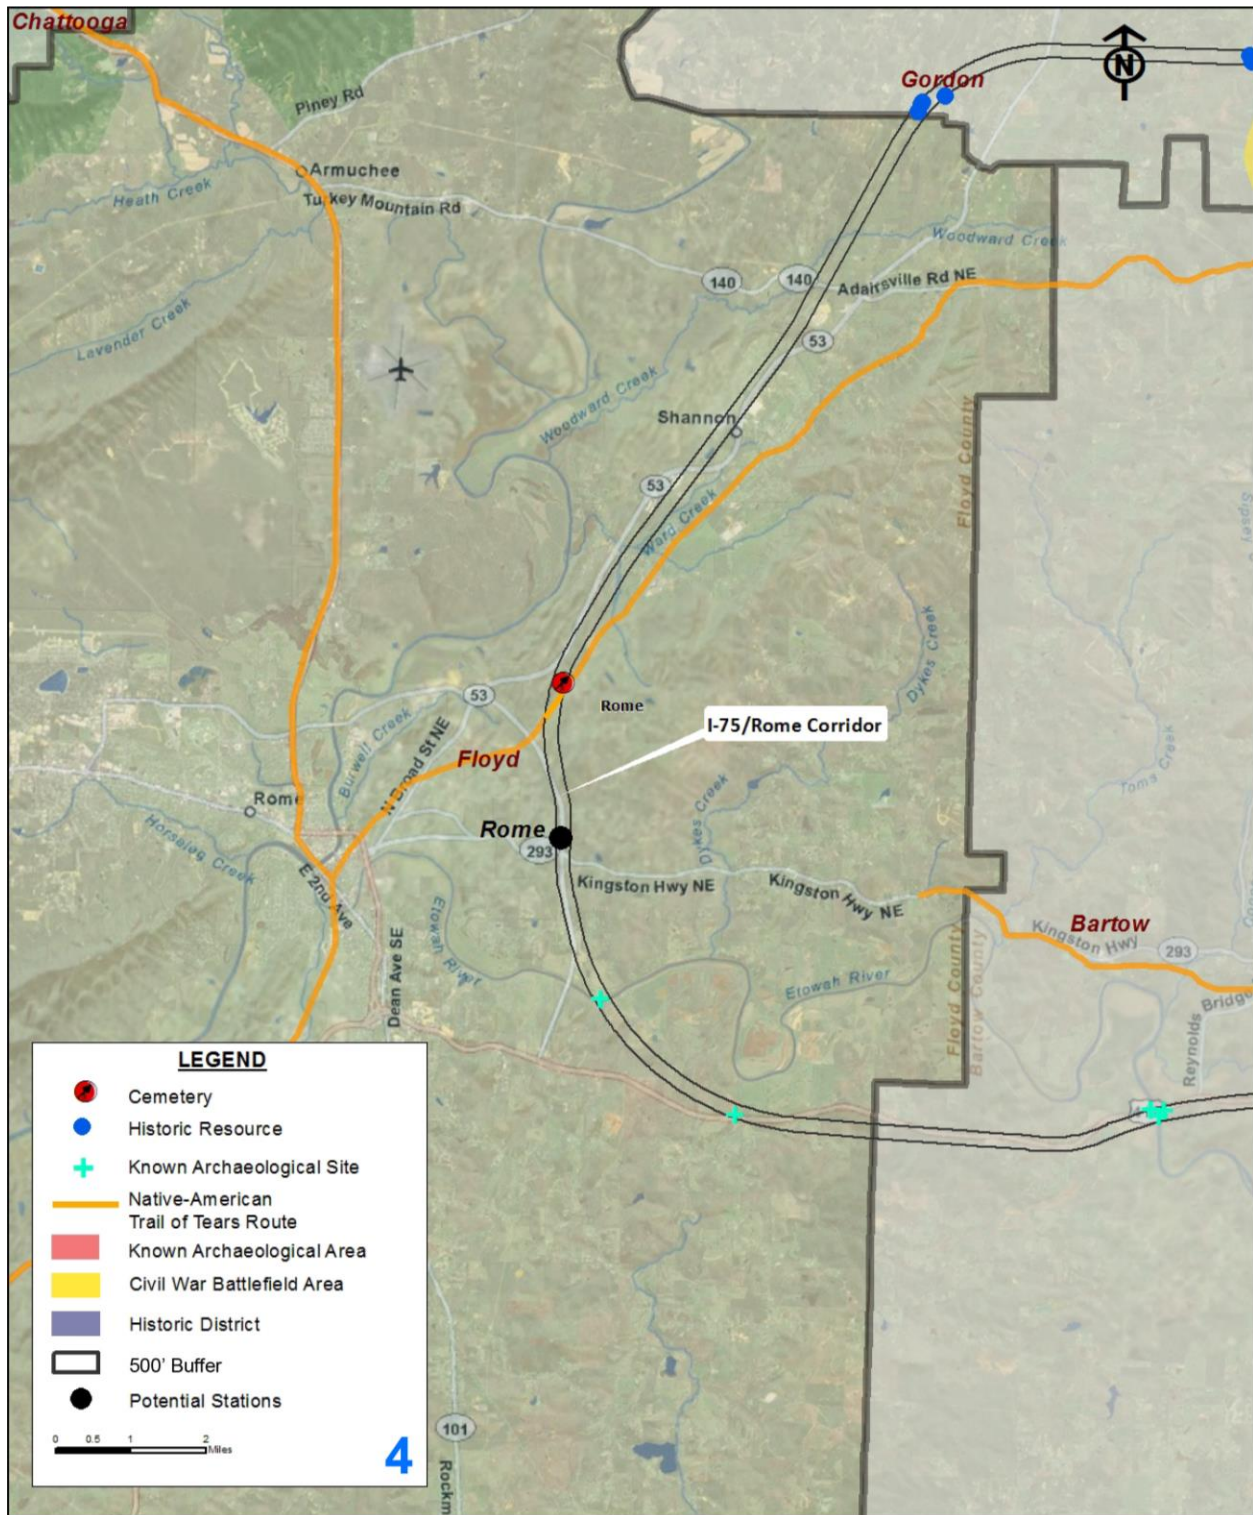 Chattooga
N
Gordon
Piney Rd
Armuchee
Heath Creek
Turkey Mountain Rd
Woodward Creek
140
140
Adairsville Rd NE
Lavender Creek
53
Woodward Creek
Shannon
Floyd County
53
Ward Creek
Spsey
Dykes Creek
Rome
53
I-75/Rome Corridor
Burwell Creek
N Broad St NE
Floyd
Toms Creek
Rome
Rome
Horseleg Creek
293
Dykes Creek
E 2nd Ave
Kingston Hwy NE
Kingston Hwy NE
Bartow
Kingston Hwy
293
Etowah River
Etowah River
Dean Ave SE
Floyd County
Bartow County
Bridge
Reynolds
LEGEND
Cemetery
Historic Resource
Known Archaeological Site
Native-American
Trail of Tears Route
Known Archaeological Area
Civil War Battlefield Area
Historic District
500' Buffer
Potential Stations
0 0.5 1 2
Miles
4
101
Rockm